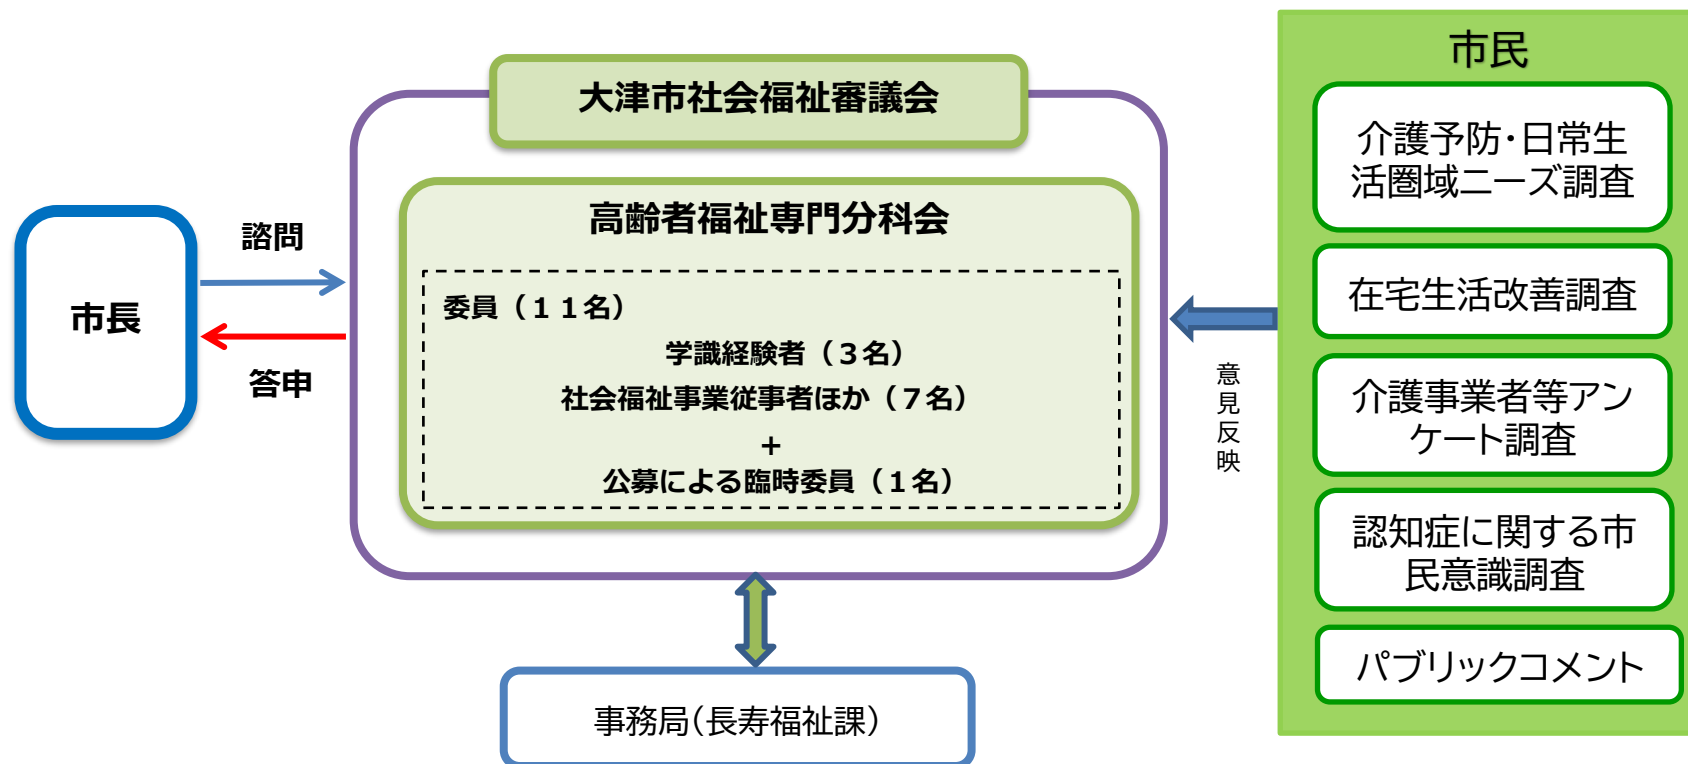 市長
諮問
答申
大津市社会福祉審議会
高齢者福祉専門分科会
委員（１１名）
学識経験者（３名）
社会福祉事業従事者ほか（７名）
+
公募による臨時委員（１名）
事務局（長寿福祉課）
意見反映
市民
介護予防・日常生
活圏域ニーズ調査
在宅生活改善調査
介護事業者等アン
ケート調査
認知症に関する市
民意識調査
パブリックコメント